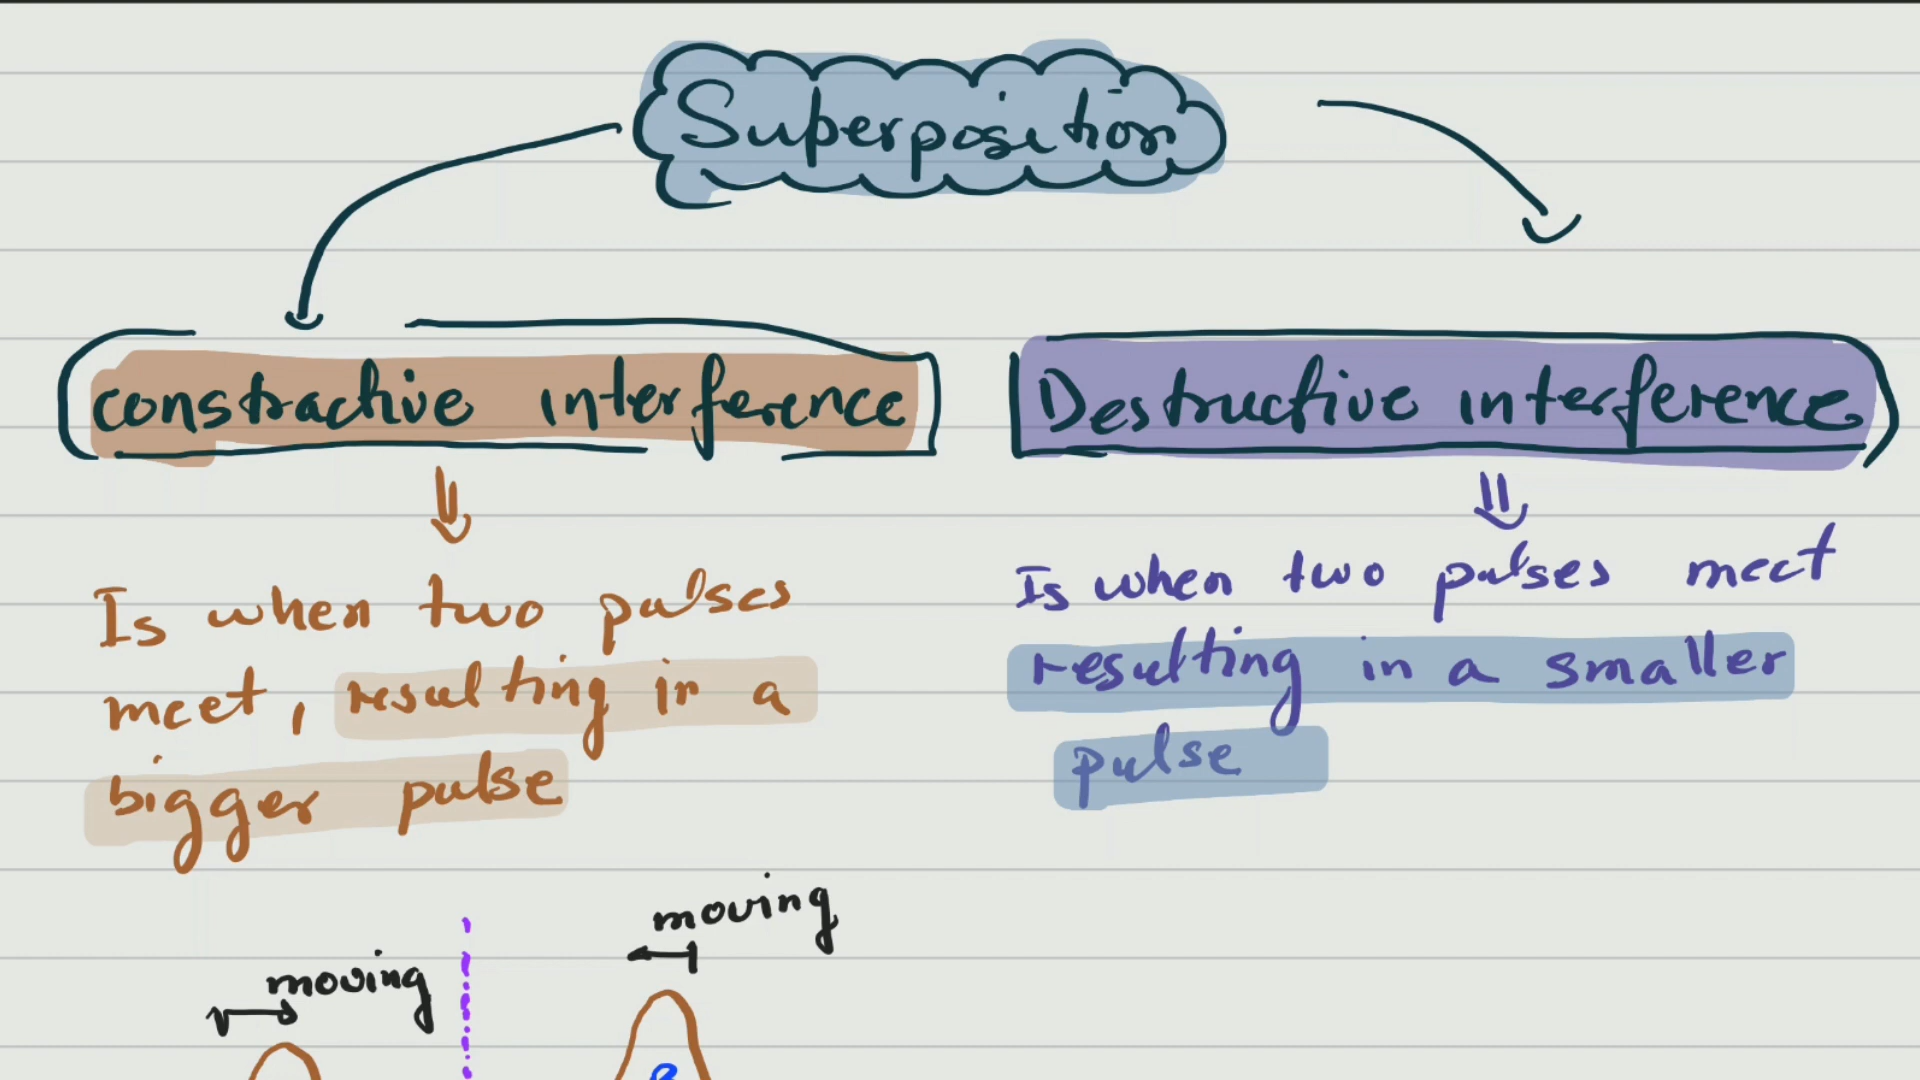 Superposition
constractive interference
Destructive interference
Is when two pulses
meet, resulting in a
bigger pulse
Is when two pulses meet
resulting in a smaller
pulse
moving
moving